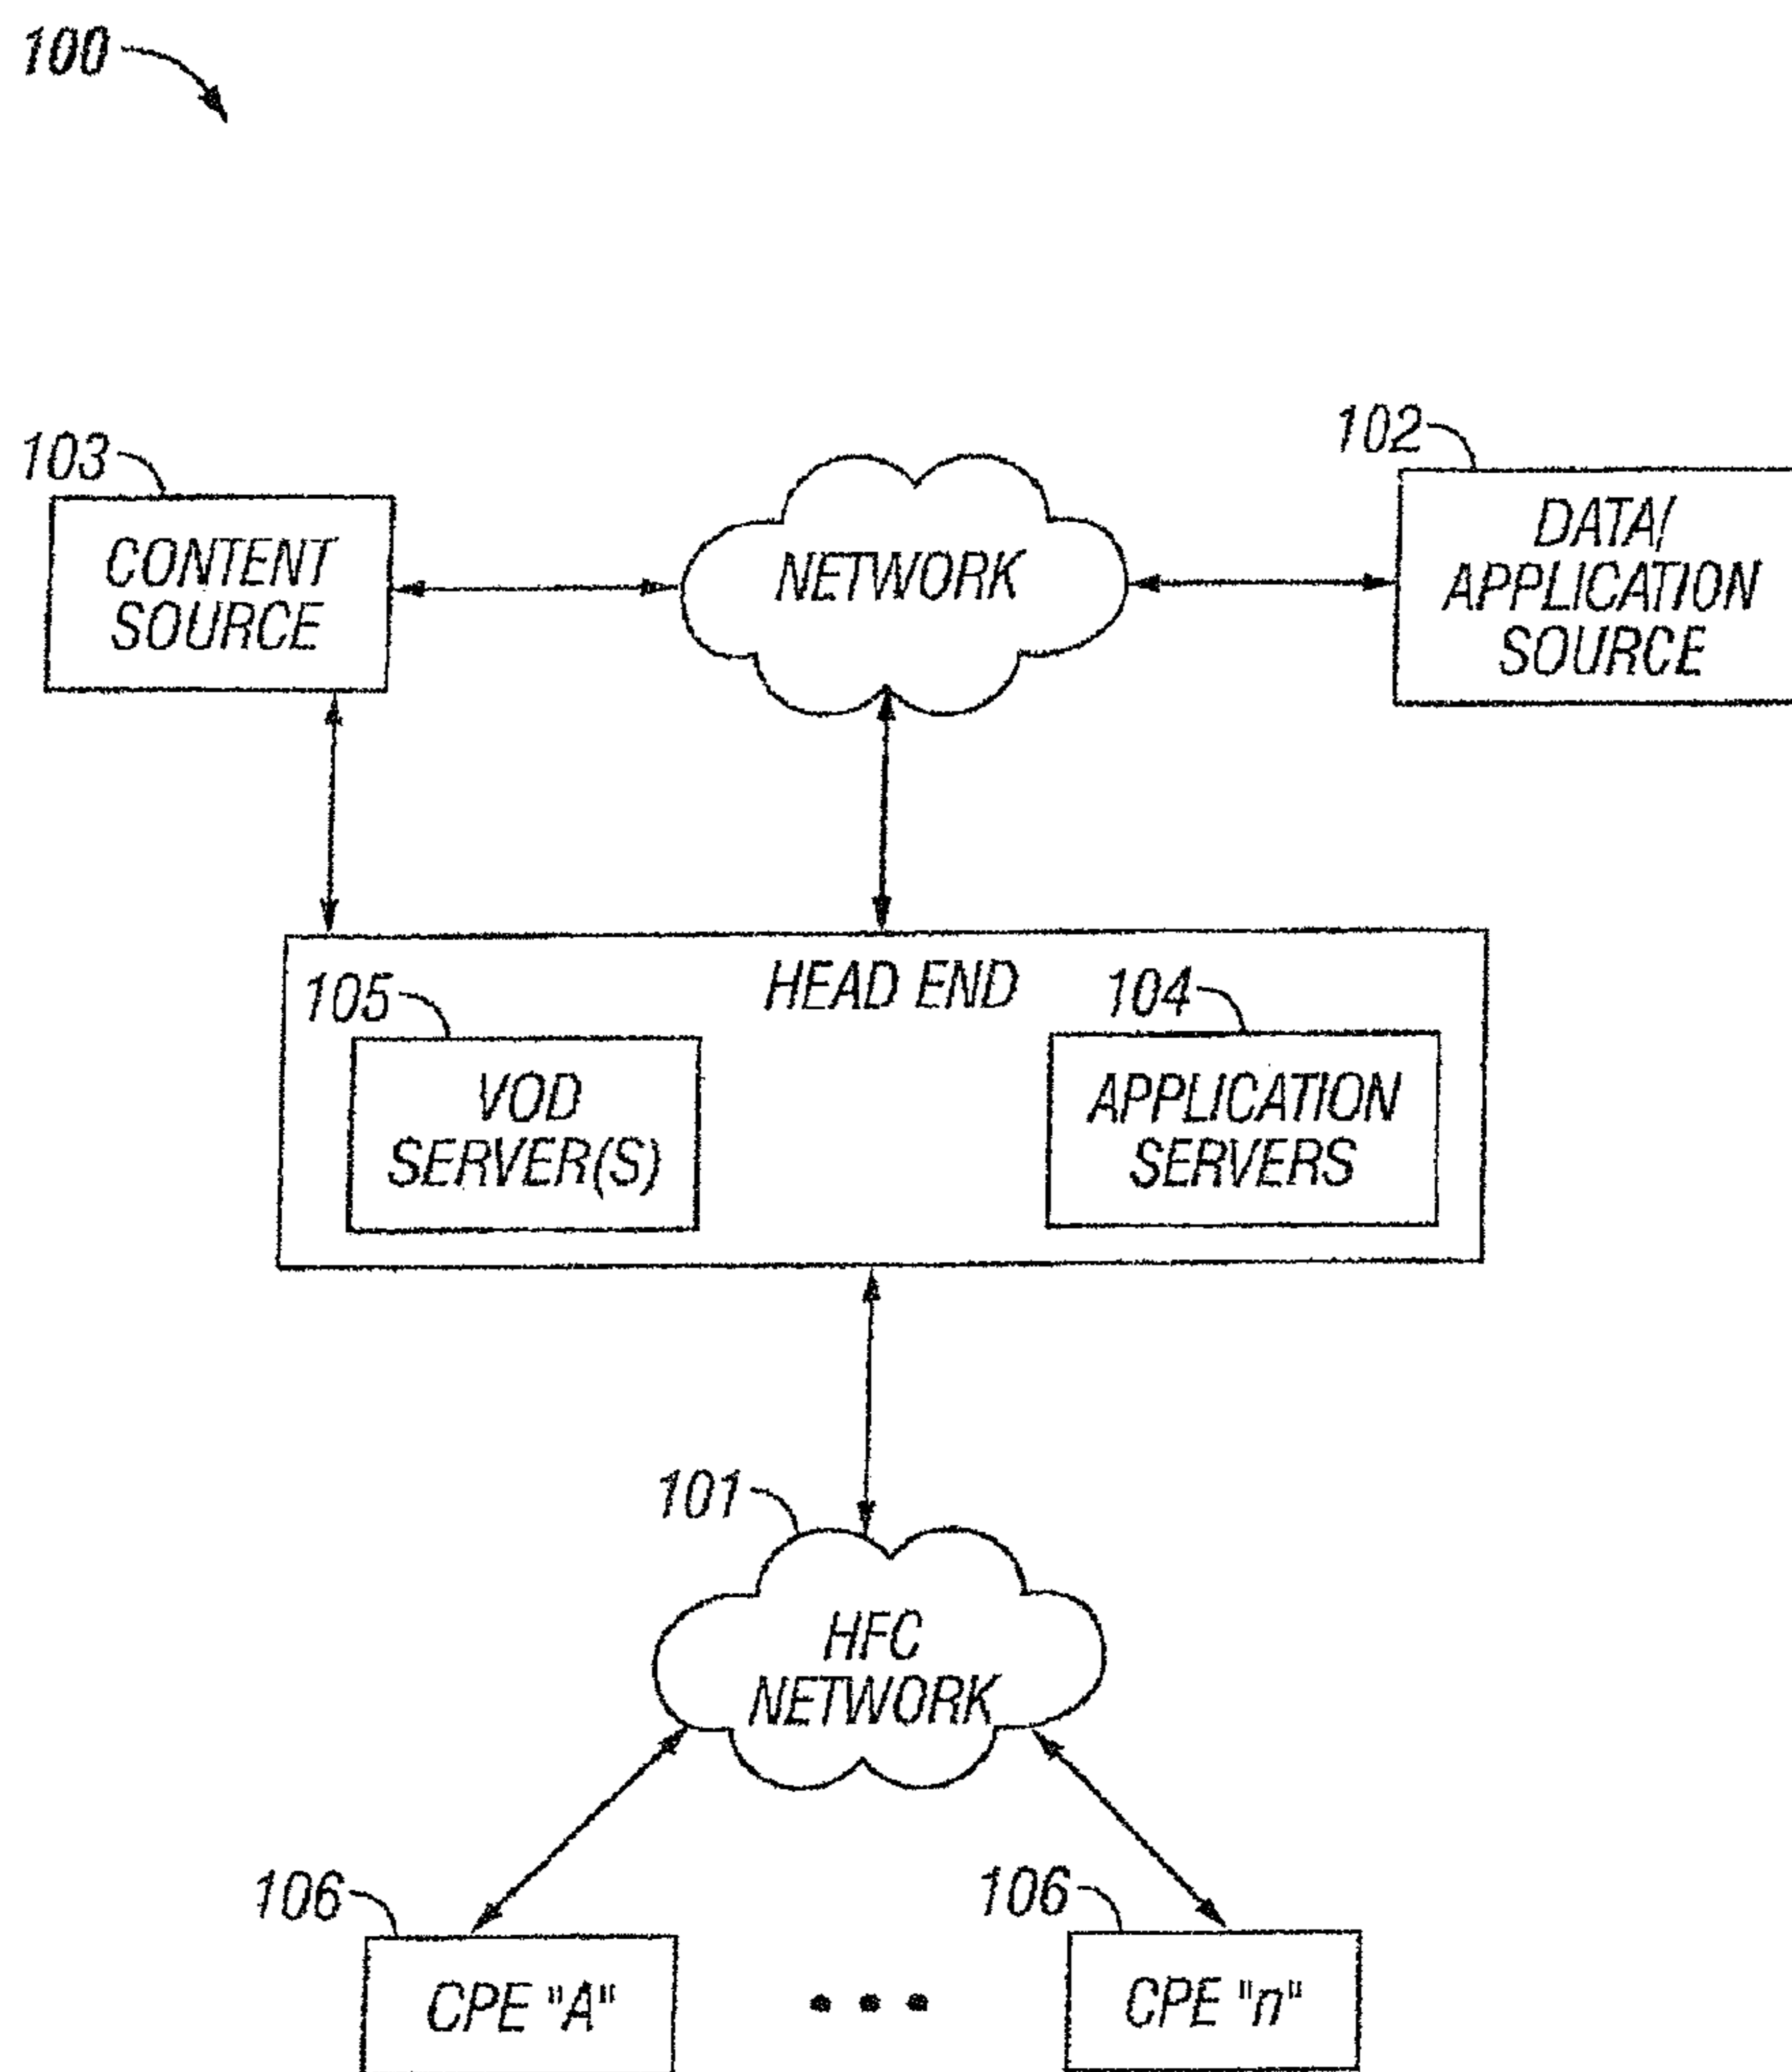 100
103
102
CONTENT
SOURCE
NETWORK
DATA/
APPLICATION
SOURCE
HEAD END
105
104
VOD
SERVER(S)
APPLICATION
SERVERS
101
HFC
NETWORK
106
106
CPE "A"
• • •
CPE "n"